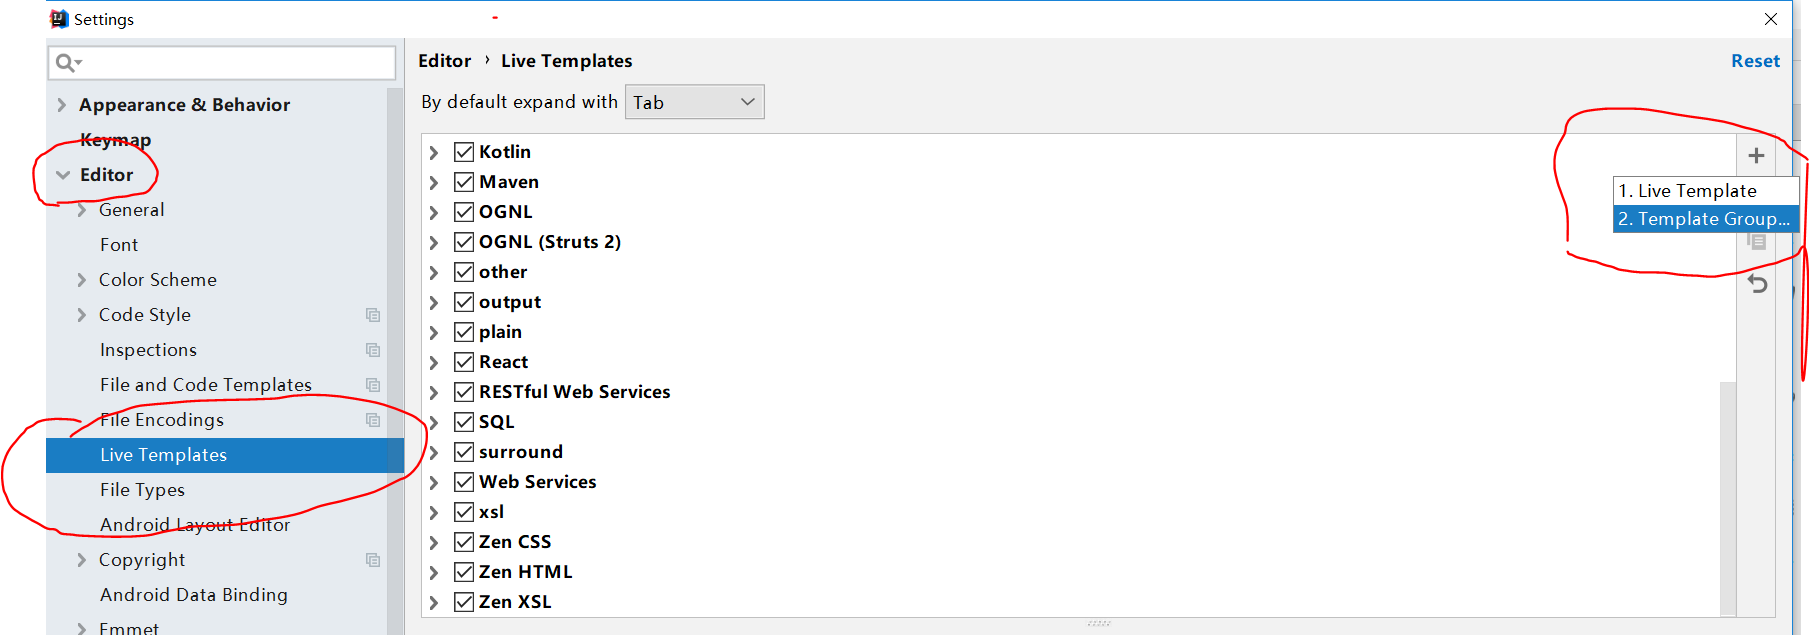 Settings
Editor › Live Templates
Reset
By default expand with Tab
Appearance & Behavior
Keymap
Editor
General
Font
Color Scheme
Code Style
Inspections
File and Code Templates
File Encodings
Live Templates
File Types
Android Layout Editor
Copyright
Android Data Binding
Emmet
Kotlin
Maven
OGNL
OGNL (Struts 2)
other
output
plain
React
RESTful Web Services
SQL
surround
Web Services
xsl
Zen CSS
Zen HTML
Zen XSL
1. Live Template
2. Template Group...